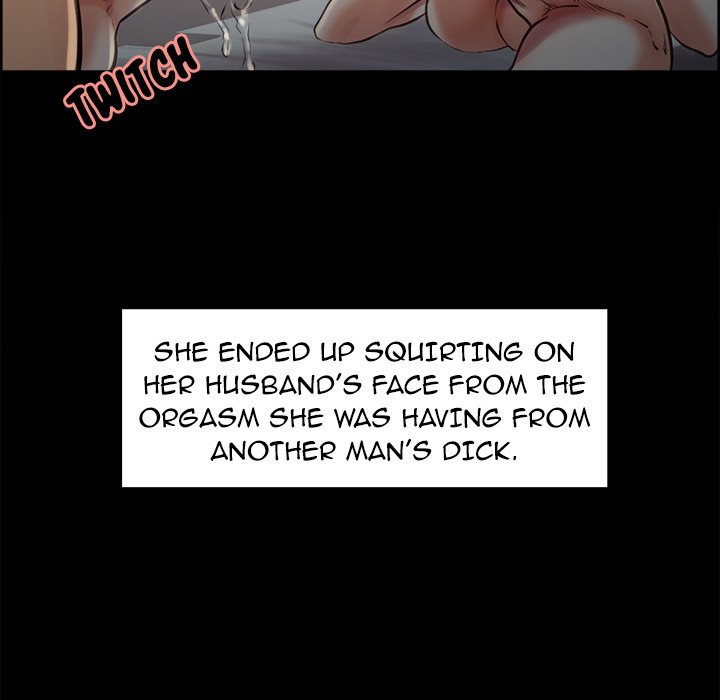 TWITCH
SHE ENDED UP SQUIRTING ON
HER HUSBAND'S FACE FROM THE
ORGASM SHE WAS HAVING FROM
ANOTHER MAN'S DICK.